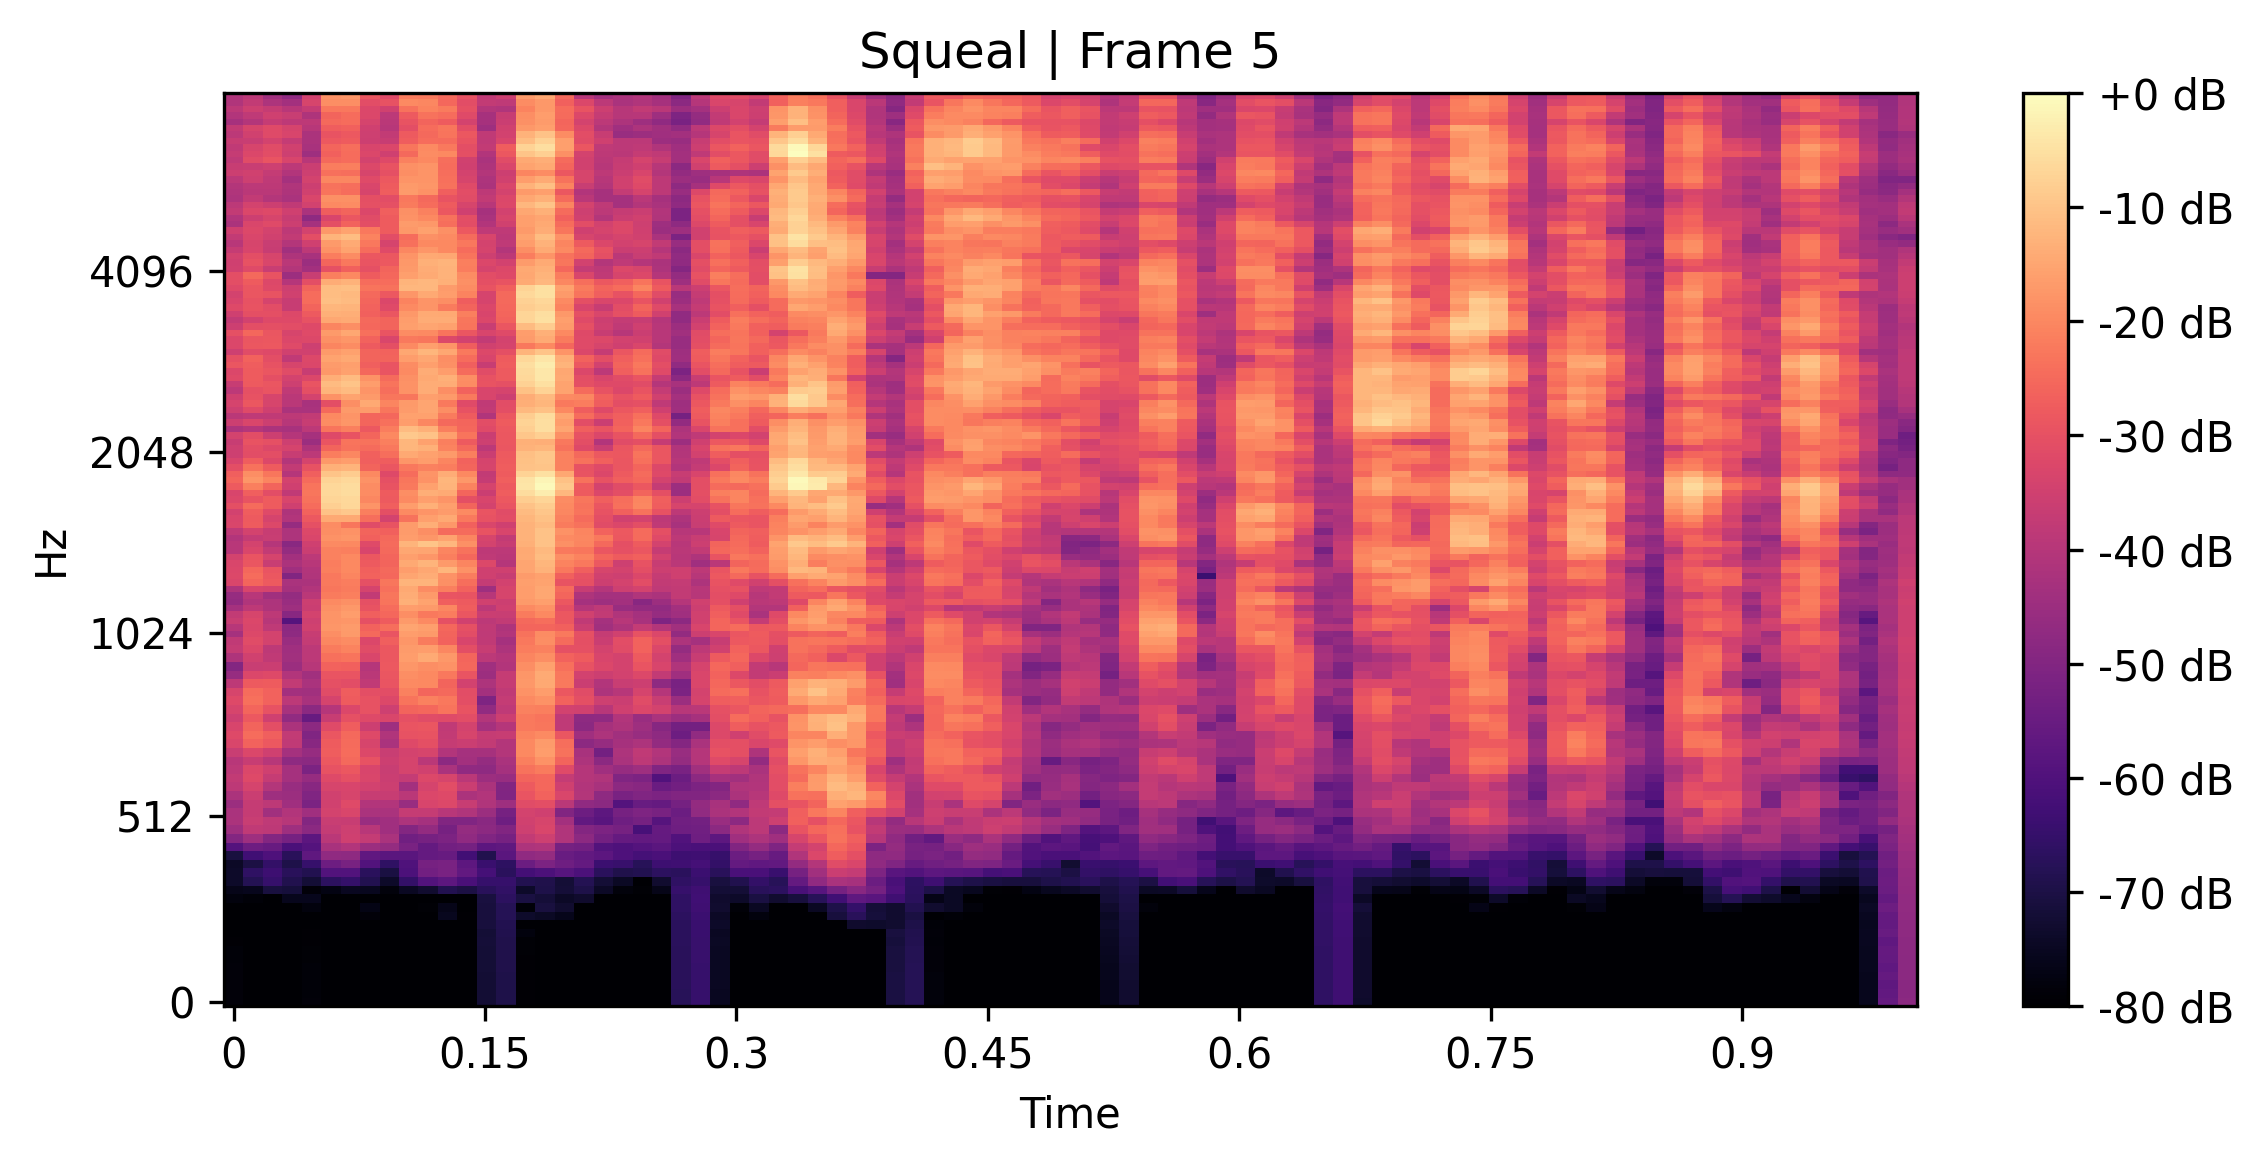 Squeal | Frame 5
+0 dB
-10 dB
-20 dB
-30 dB
-40 dB
-50 dB
-60 dB
-70 dB
-80 dB
4096
2048
1024
512
0
Hz
0 0.15 0.3 0.45 0.6 0.75 0.9
Time